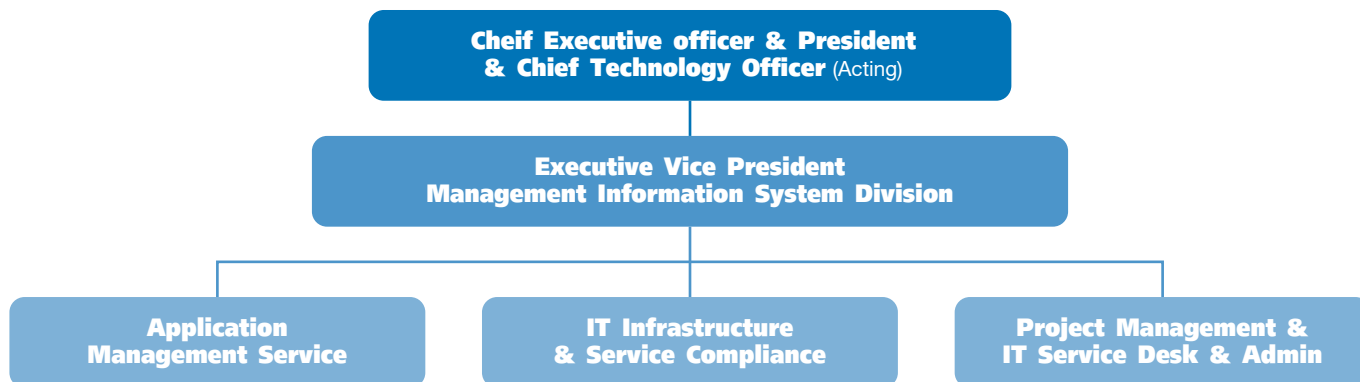 Cheif Executive officer & President
& Chief Technology Officer (Acting)
Executive Vice President
Management Information System Division
Application
Management Service
IT Infrastructure
& Service Compliance
Project Management &
IT Service Desk & Admin